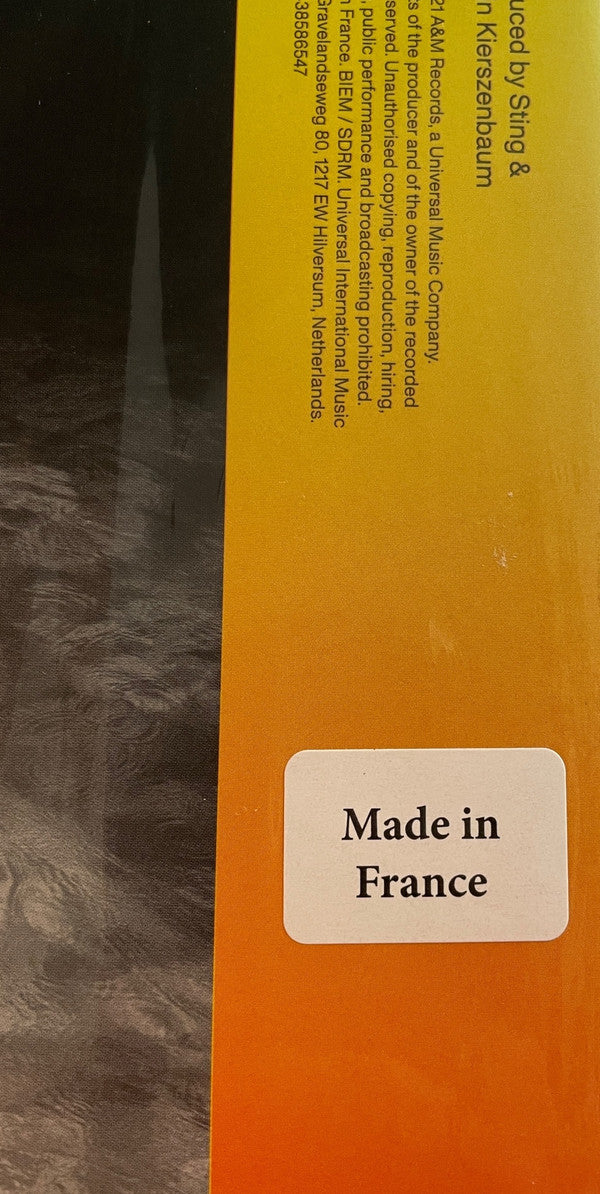 uced by Sting &
n Kierszenbaum
21 A&M Records, a Universal Music Company.
s of the producer and of the owner of the recorded
served. Unauthorised copying, reproduction, hiring,
, public performance and broadcasting prohibited.
n France. BIEM / SDRM. Universal International Music
Gravelandseweg 80, 1217 EW Hilversum, Netherlands.
38586547
Made in
France